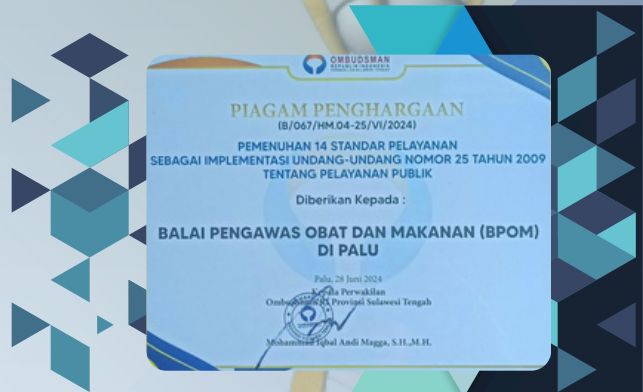 OMBUDSMAN
REPUBLIK INDONESIA
PIAGAM PENGHARGAAN
(B/067/HM.04-25/VI/2024)
PEMENUHAN 14 STANDAR PELAYANAN
SEBAGAI IMPLEMENTASI UNDANG-UNDANG NOMOR 25 TAHUN 2009
TENTANG PELAYANAN PUBLIK
Diberikan Kepada :
BALAI PENGAWAS OBAT DAN MAKANAN (BPOM)
DI PALU
Palu, 28 Juni 2024
Kepala Perwakilan
Ombudsman RI Provinsi Sulawesi Tengah
Mohammad Iqbal Andi Magga, S.H.,M.H.